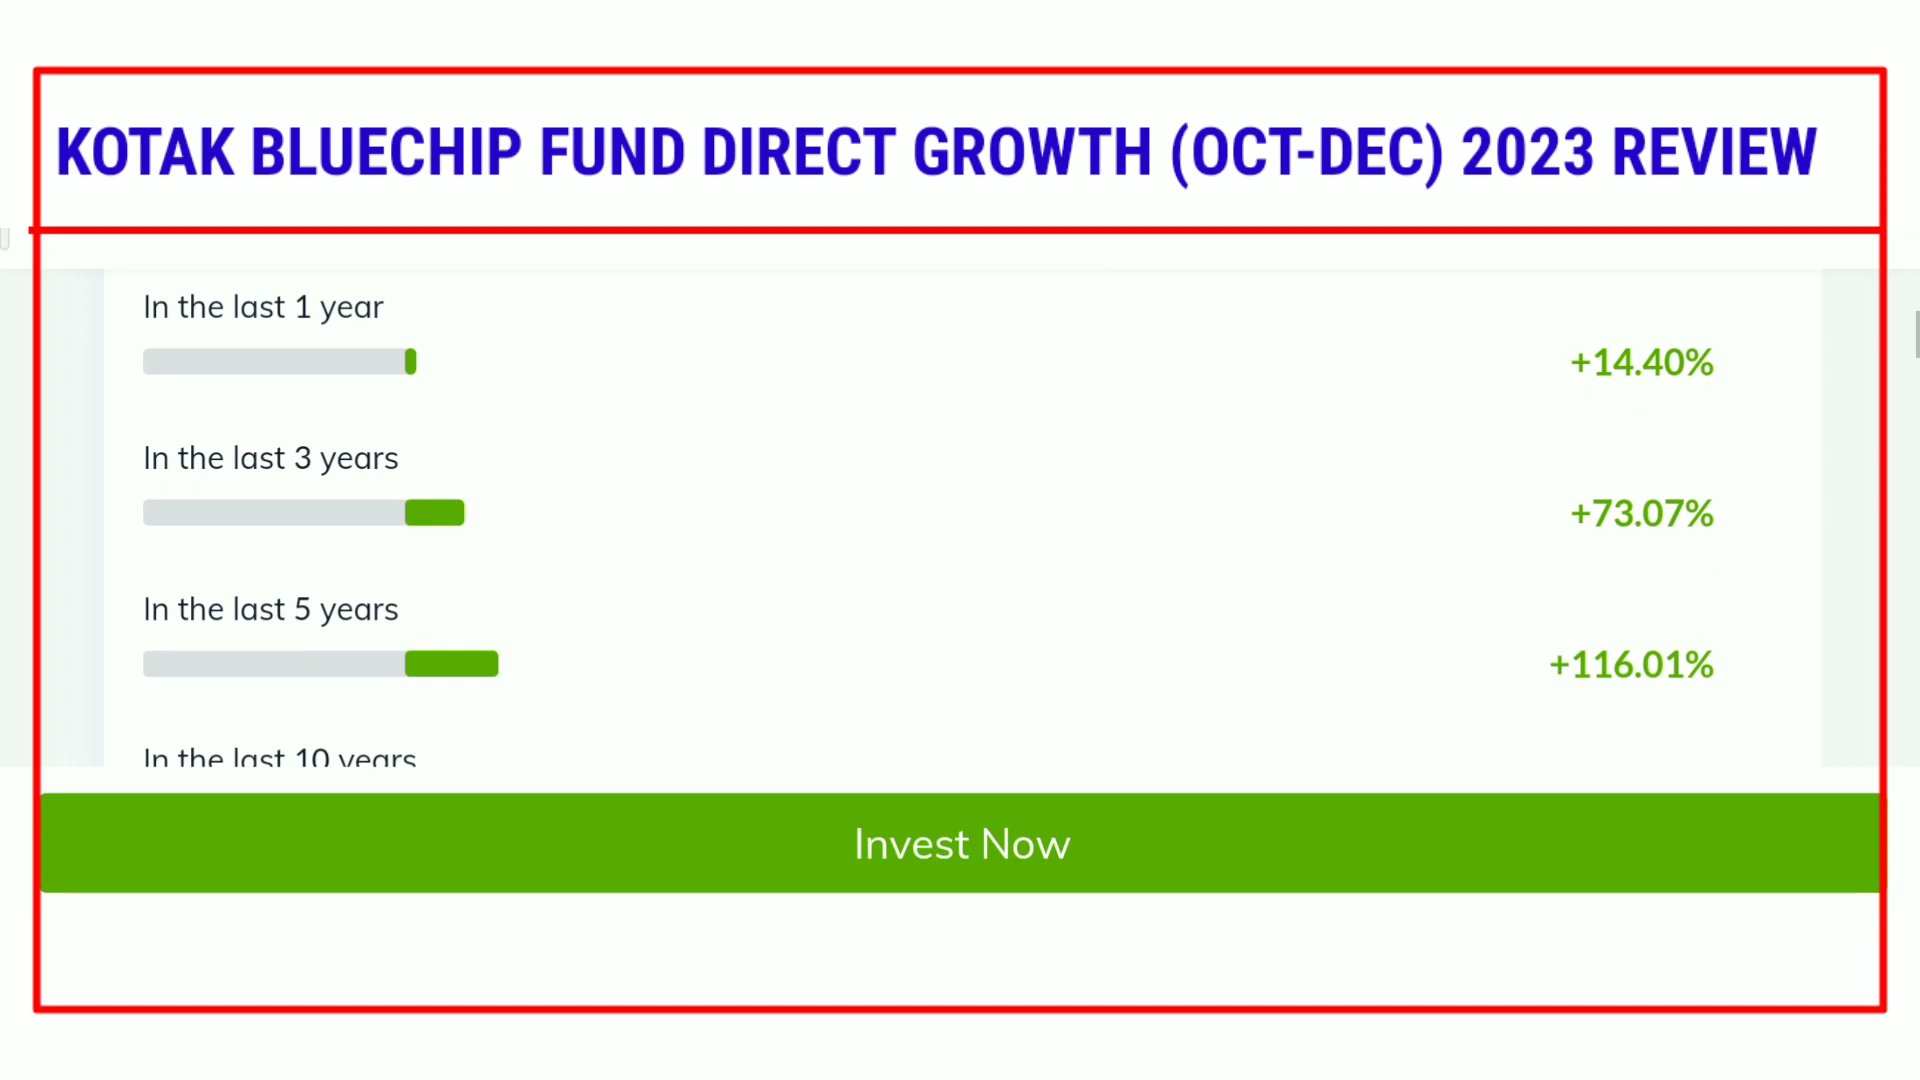 KOTAK BLUECHIP FUND DIRECT GROWTH (OCT-DEC) 2023 REVIEW
In the last 1 year
+14.40%
In the last 3 years
+73.07%
In the last 5 years
+116.01%
In the last 10 years
Invest Now